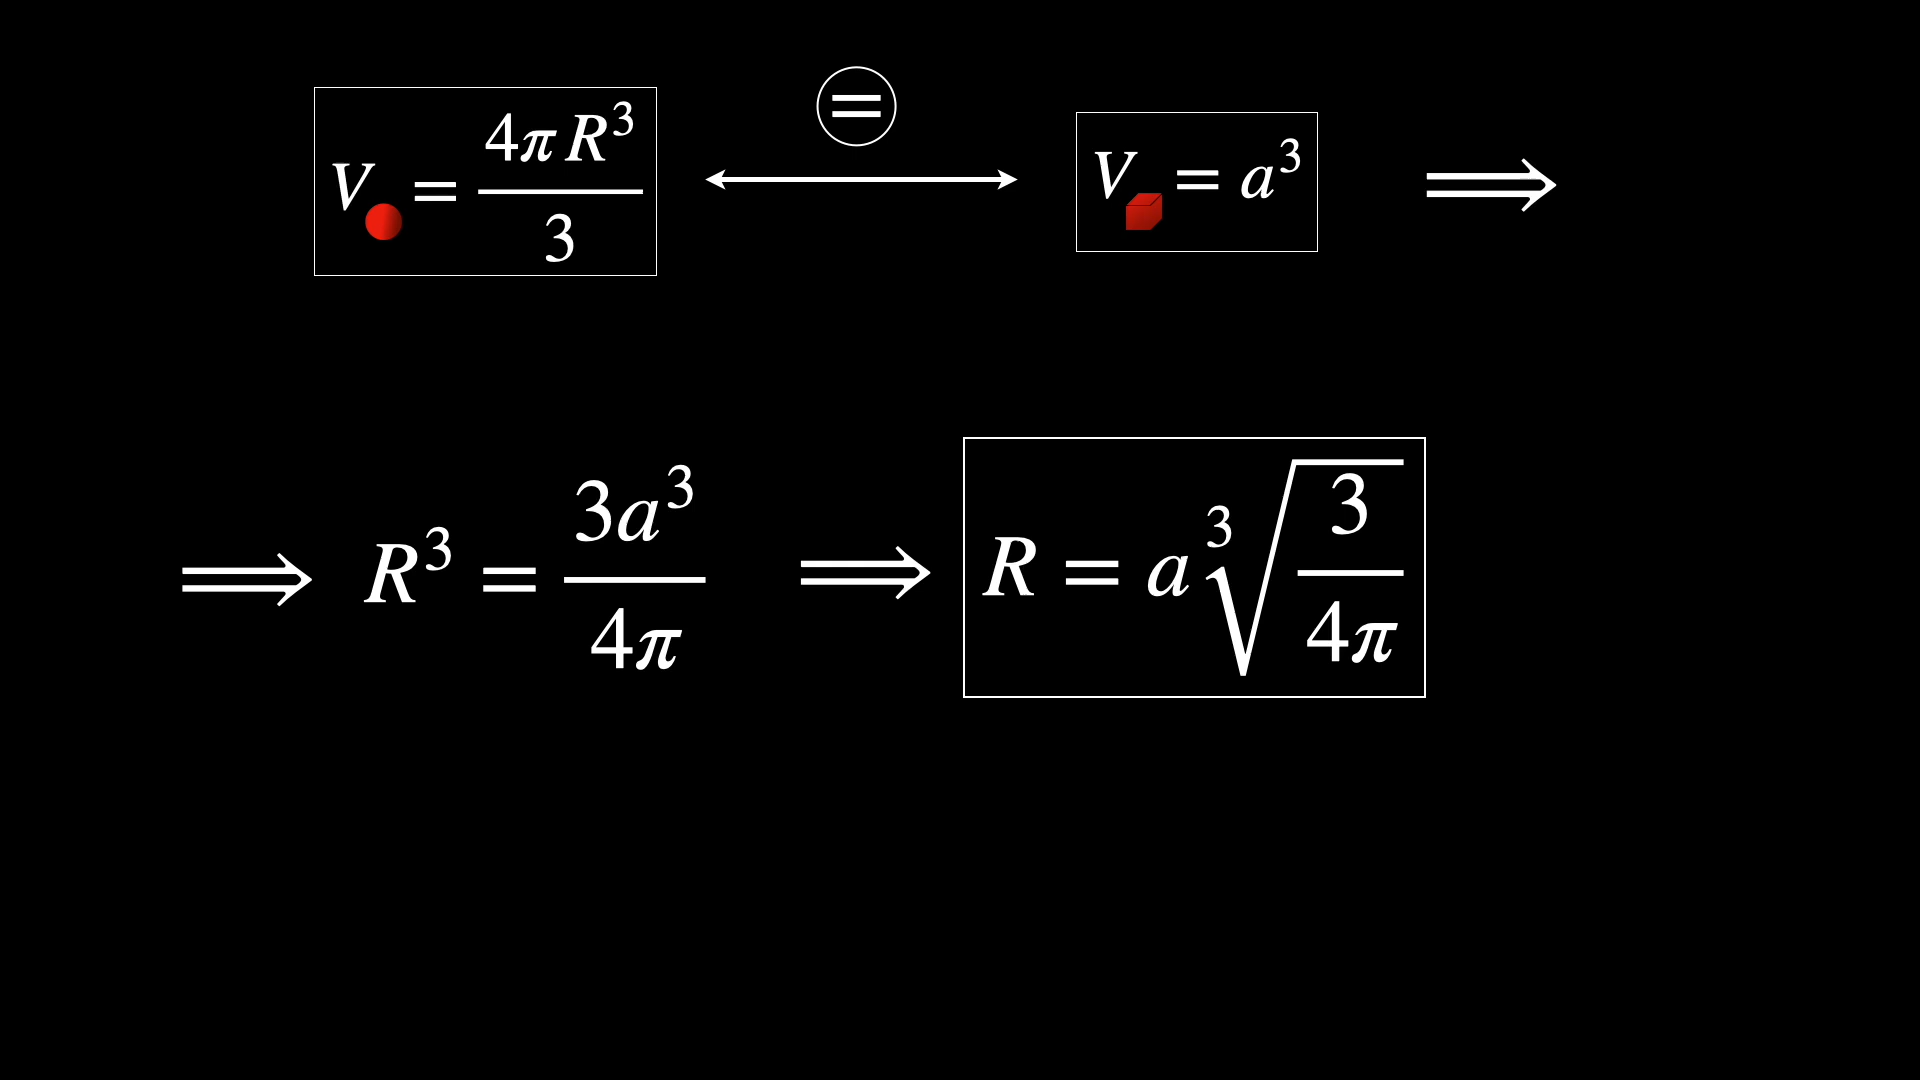 V = 4πR³/3 ⟷ = V = a³ ⟹
⟹ R³ = 3a³/4π ⟹ R = a ∛(3/4π)